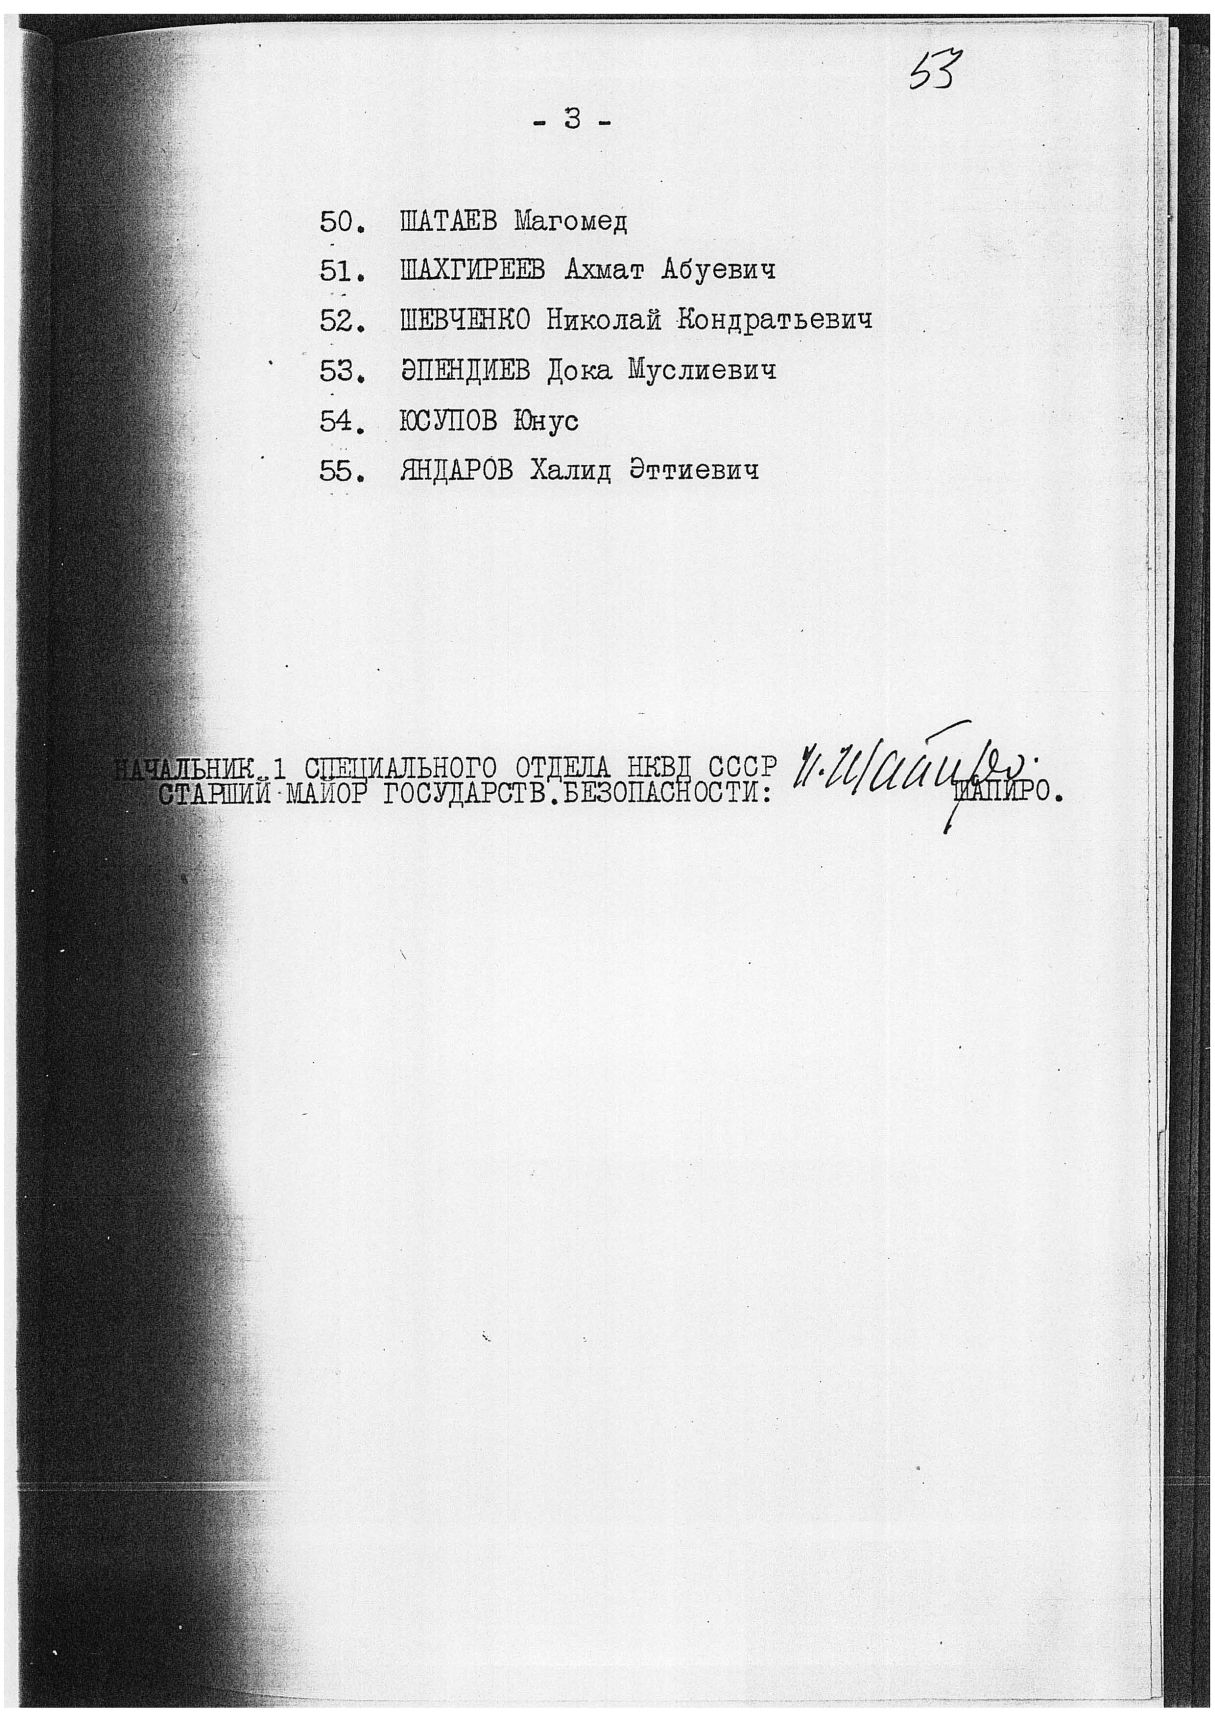 53
- 3 -
50. ШАТАЕВ Магомед
51. ШАХГИРЕЕВ Ахмат Абуевич
52. ШЕВЧЕНКО Николай Кондратьевич
53. ЭПЕНДИЕВ Дока Муслиевич
54. ЮСУПОВ Юнус
55. ЯНДАРОВ Халид Эттиевич
НАЧАЛЬНИК 1 СПЕЦИАЛЬНОГО ОТДЕЛА НКВД СССР И.Шапиро.
СТАРШИЙ МАЙОР ГОСУДАРСТВ.БЕЗОПАСНОСТИ: ШАПИРО.